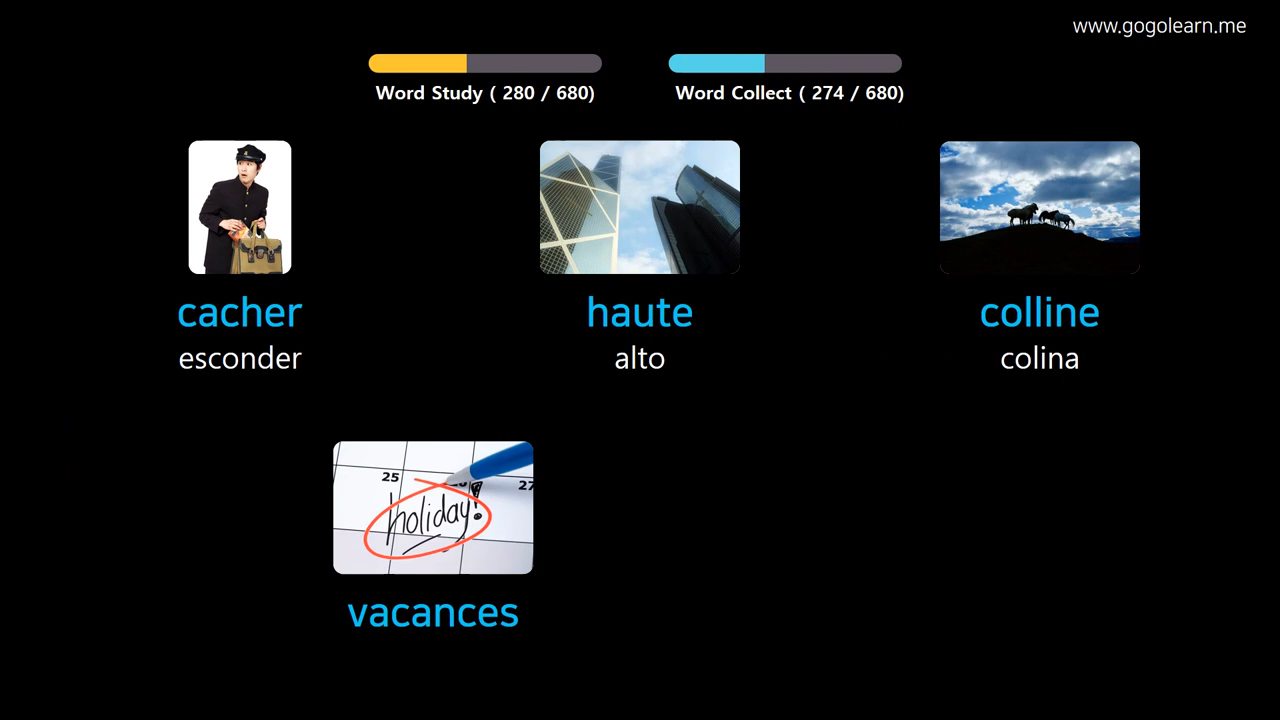 www.gogolearn.me
Word Study ( 280 / 680)
Word Collect ( 274 / 680)
cacher
esconder
haute
alto
colline
colina
25
27
holiday!
vacances